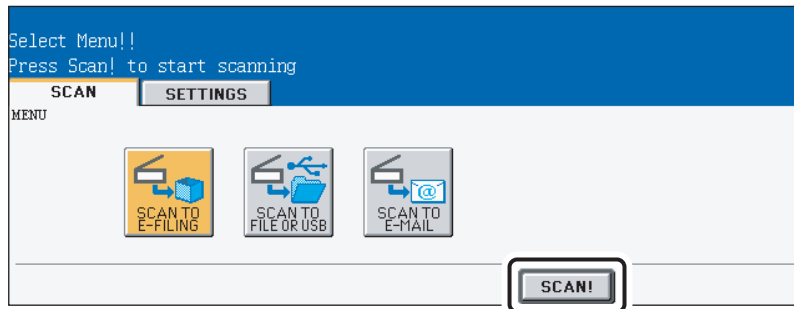 Select Menu!!
Press Scan! to start scanning
SCAN
SETTINGS
MENU
SCAN TO
E-FILING
SCAN TO
FILE OR USB
@
SCAN TO
E-MAIL
SCAN!